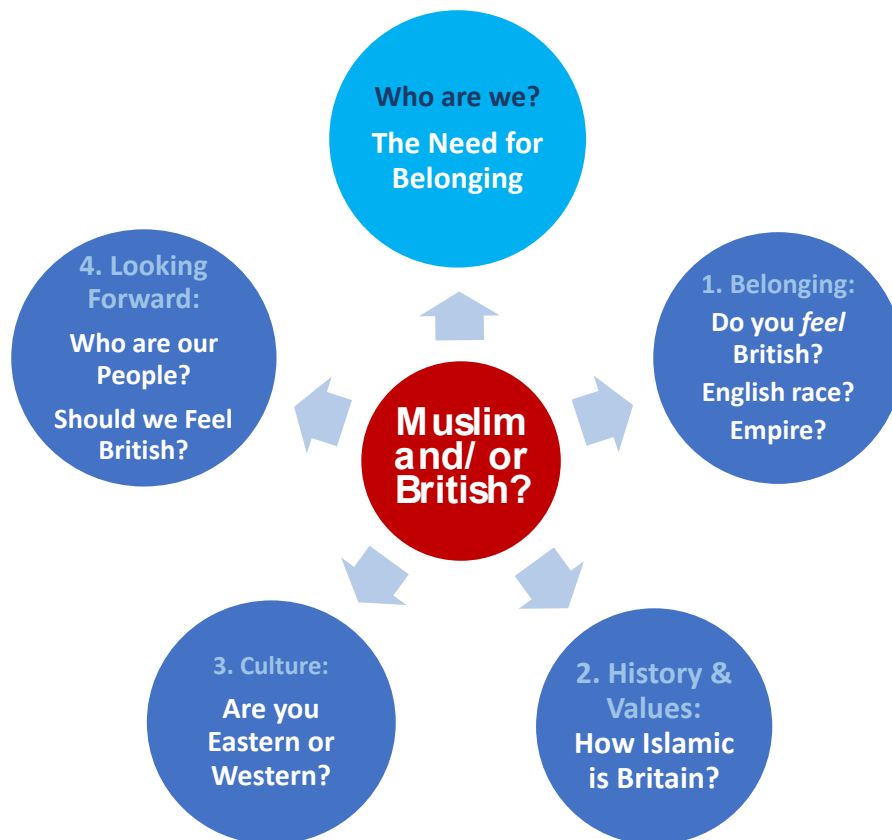 Who are we?
The Need for
Belonging
1. Belonging:
Do you feel
British?
English race?
Empire?
2. History &
Values:
How Islamic
is Britain?
3. Culture:
Are you
Eastern or
Western?
4. Looking
Forward:
Who are our
People?
Should we Feel
British?
Muslim
and/ or
British?